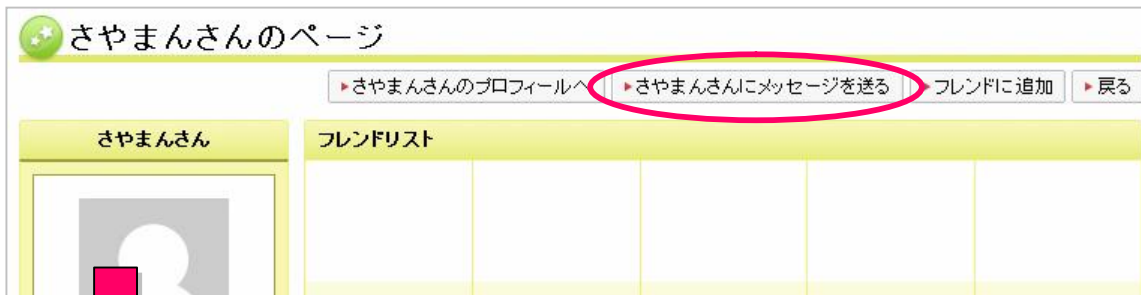 さやまんさんのページ
さやまんさんのプロフィールへ さやまんさんにメッセージを送る フレンドに追加 戻る
さやまんさん フレンドリスト